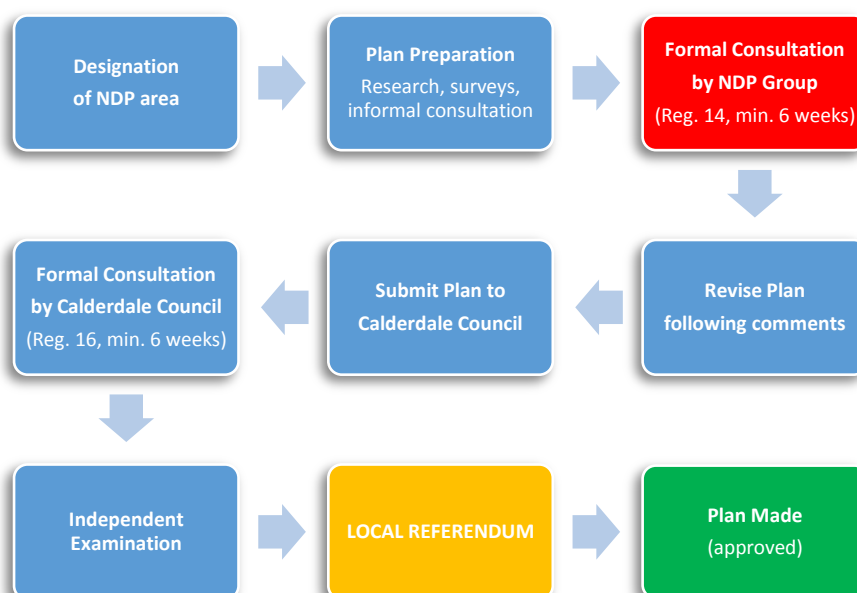 Designation
of NDP area
Plan Preparation
Research, surveys,
informal consultation
Formal Consultation
by NDP Group
(Reg. 14, min. 6 weeks)
Revise Plan
following comments
Submit Plan to
Calderdale Council
Formal Consultation
by Calderdale Council
(Reg. 16, min. 6 weeks)
Independent
Examination
LOCAL REFERENDUM
Plan Made
(approved)